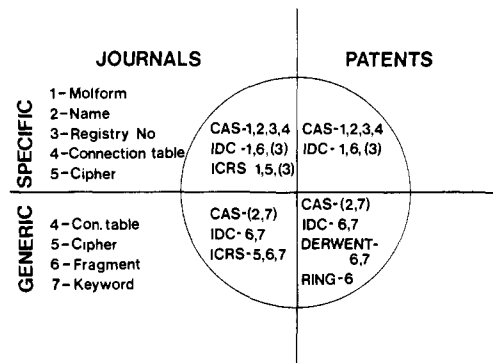 JOURNALS
PATENTS
SPECIFIC
1-Molform
2-Name
3-Registry No
4-Connection table
5-Cipher
CAS-1,2,3,4
IDC -1,6,(3)
ICRS 1,5,(3)
CAS-1,2,3,4
IDC-1,6,(3)
GENERIC
4-Con. table
5-Cipher
6-Fragment
7-Keyword
CAS-(2,7)
IDC-6,7
ICRS-5,6,7
CAS-(2,7)
IDC-6,7
DERWENT-
6,7
RING-6